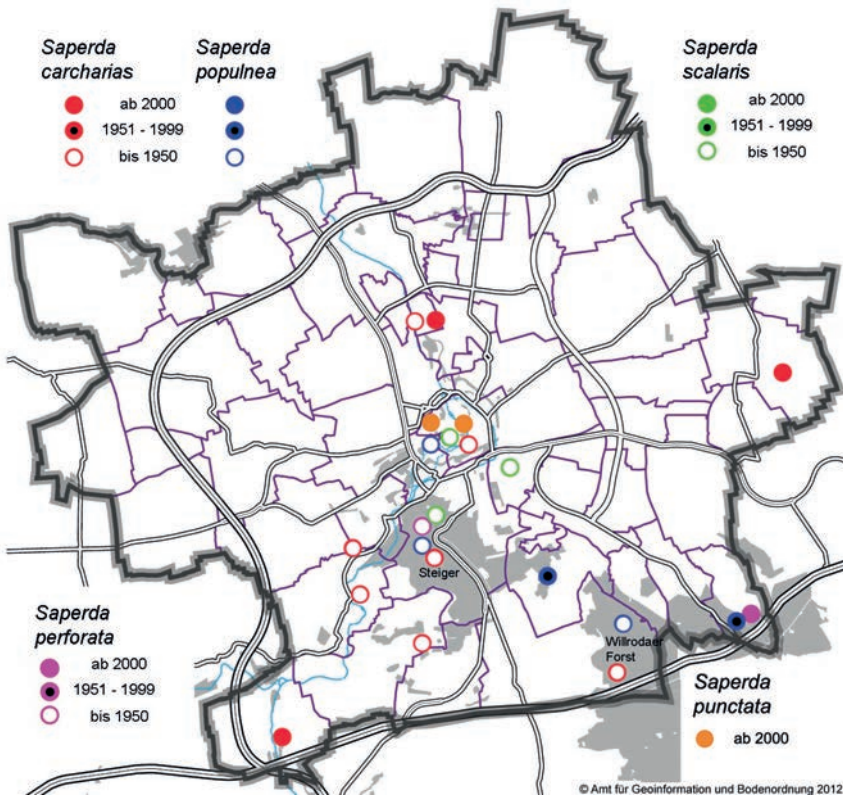 Saperda
carcharias
ab 2000
1951 - 1999
bis 1950
Saperda
populnea
Saperda
scalaris
ab 2000
1951 - 1999
bis 1950
Steiger
Willrodaer
Forst
Saperda
perforata
ab 2000
1951 - 1999
bis 1950
Saperda
punctata
ab 2000
© Amt für Geoinformation und Bodenordnung 2012